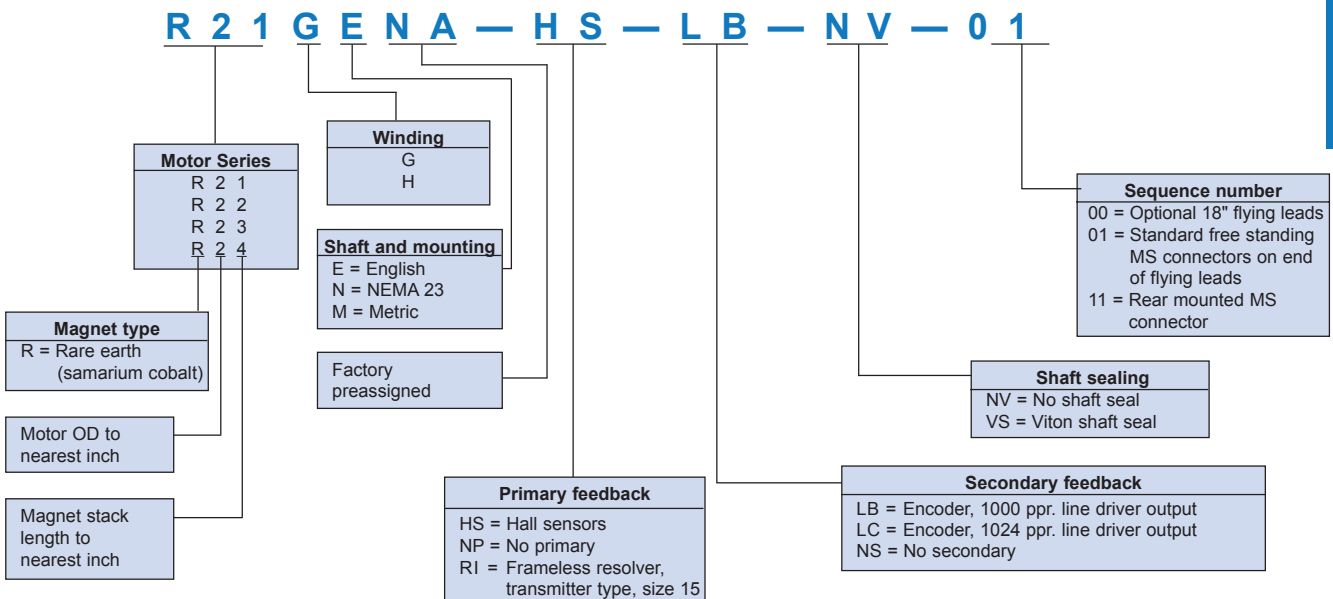 R 2 1 G E N A — H S — L B — N V — 0 1
Motor Series
R 2 1
R 2 2
R 2 3
R 2 4
Winding
G
H
Shaft and mounting
E = English
N = NEMA 23
M = Metric
Factory
preassigned
Magnet type
R = Rare earth
(samarium cobalt)
Motor OD to
nearest inch
Magnet stack
length to
nearest inch
Primary feedback
HS = Hall sensors
NP = No primary
RI = Frameless resolver,
transmitter type, size 15
Secondary feedback
LB = Encoder, 1000 ppr. line driver output
LC = Encoder, 1024 ppr. line driver output
NS = No secondary
Shaft sealing
NV = No shaft seal
VS = Viton shaft seal
Sequence number
00 = Optional 18" flying leads
01 = Standard free standing
MS connectors on end
of flying leads
11 = Rear mounted MS
connector